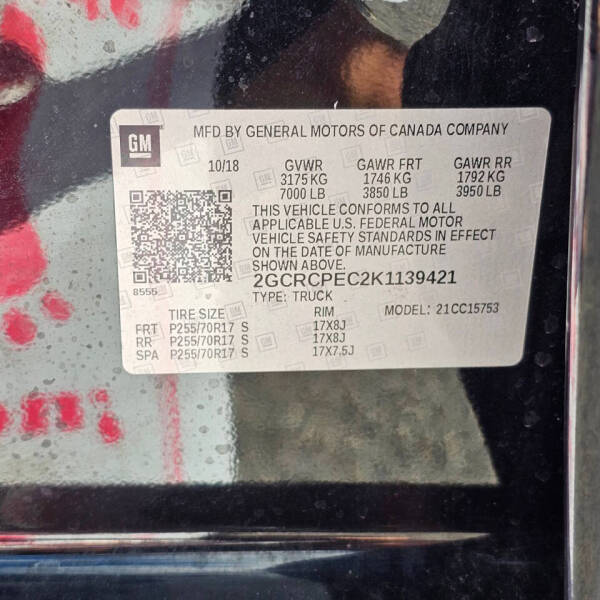 GM
MFD BY GENERAL MOTORS OF CANADA COMPANY
10/18 GVWR GAWR FRT GAWR RR
3175 KG 1746 KG 1792 KG
7000 LB 3850 LB 3950 LB
THIS VEHICLE CONFORMS TO ALL
APPLICABLE U.S. FEDERAL MOTOR
VEHICLE SAFETY STANDARDS IN EFFECT
ON THE DATE OF MANUFACTURE
SHOWN ABOVE.
8555
2GCRCPEC2K1139421
TYPE: TRUCK
TIRE SIZE RIM MODEL: 21CC15753
FRT P255/70R17 S 17X8J
RR P255/70R17 S 17X8J
SPA P255/70R17 S 17X7.5J